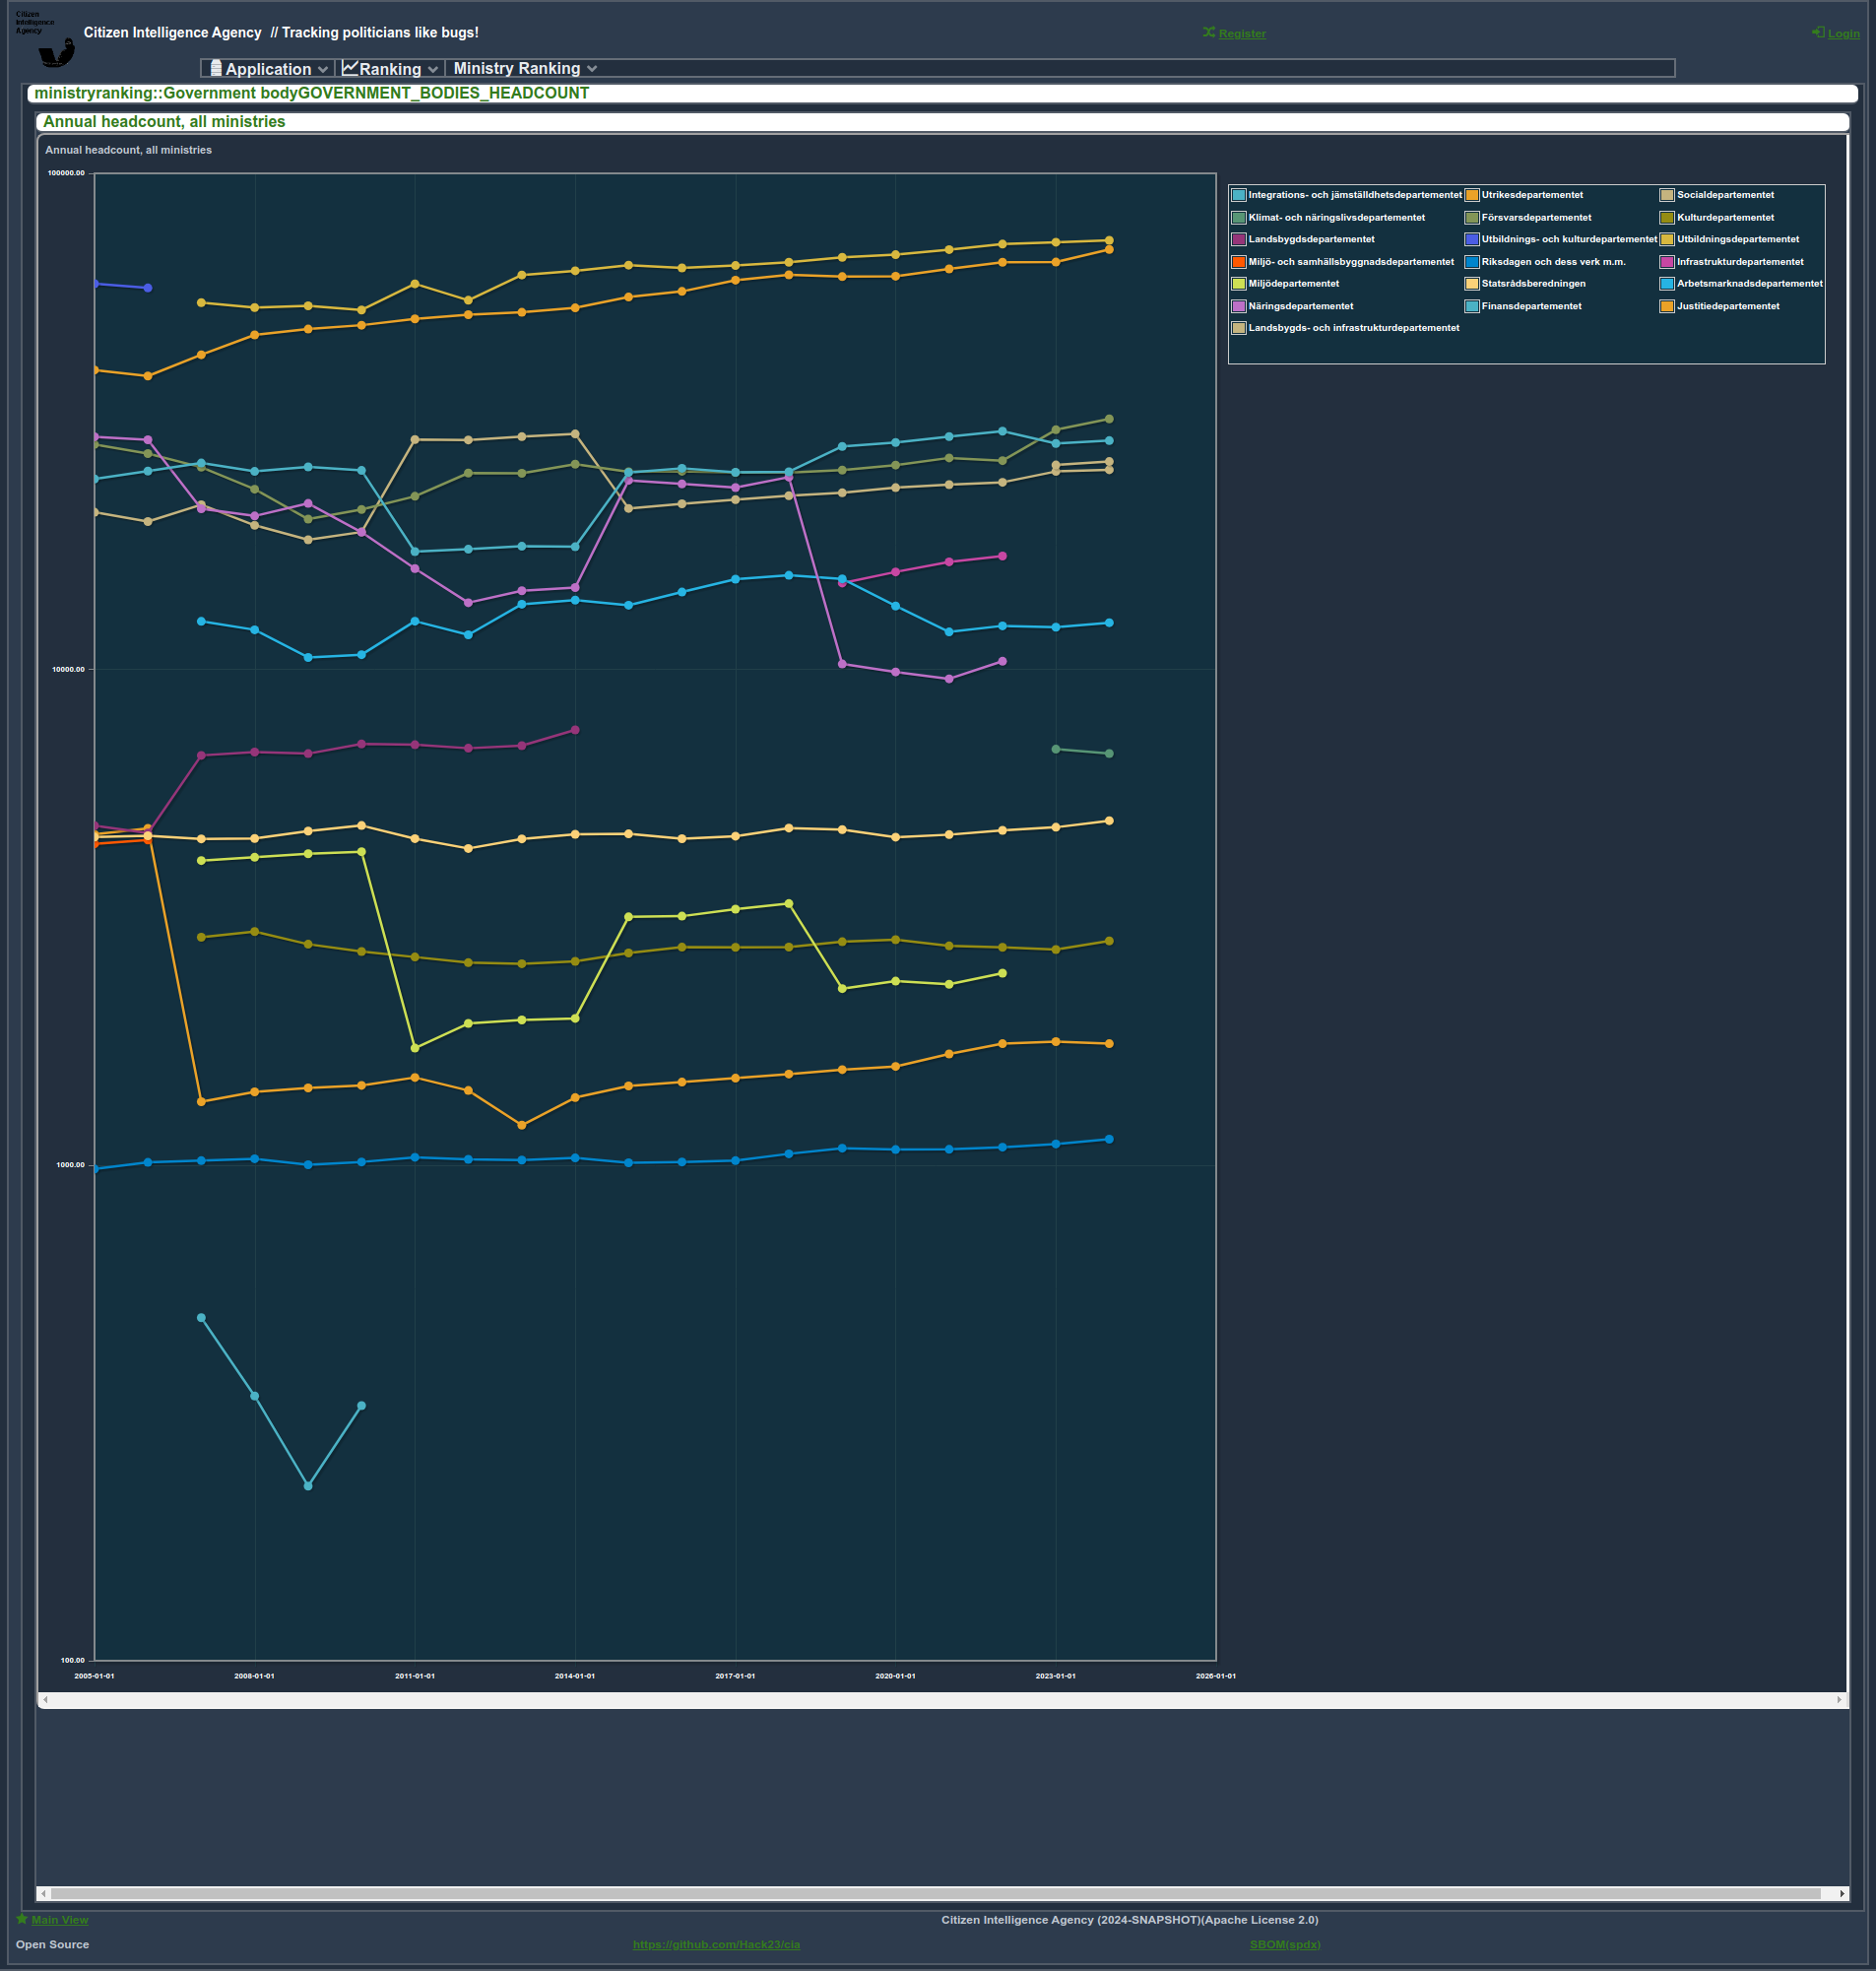 Citizen
Intelligence
Agency
Citizen Intelligence Agency // Tracking politicians like bugs!
Register
Login
Application
Ranking
Ministry Ranking
ministryranking::Government bodyGOVERNMENT_BODIES_HEADCOUNT
Annual headcount, all ministries
Annual headcount, all ministries
100000.00
10000.00
1000.00
100.00
2005-01-01 2008-01-01 2011-01-01 2014-01-01 2017-01-01 2020-01-01 2023-01-01 2026-01-01
Integrations- och jämställdhetsdepartementet Utrikesdepartementet Socialdepartementet
Klimat- och näringslivsdepartementet Försvarsdepartementet Kulturdepartementet
Landsbygdsdepartementet Utbildnings- och kulturdepartementet Utbildningsdepartementet
Miljö- och samhällsbyggnadsdepartementet Riksdagen och dess verk m.m. Infrastrukturdepartementet
Miljödepartementet Statsrådsberedningen Arbetsmarknadsdepartementet
Näringsdepartementet Finansdepartementet Justitiedepartementet
Landsbygds- och infrastrukturdepartementet
Main View
Citizen Intelligence Agency (2024-SNAPSHOT)(Apache License 2.0)
Open Source
https://github.com/Hack23/cia
SBOM(spdx)